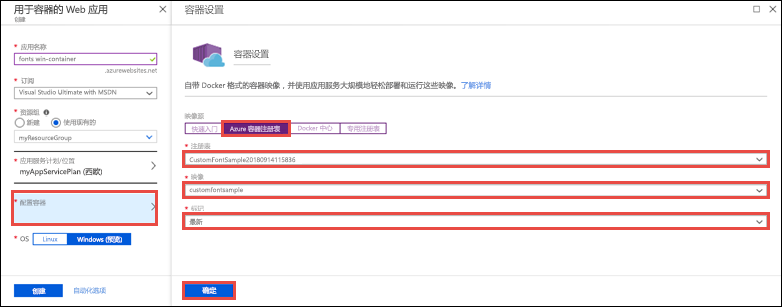 用于容器的 Web 应用
创建
* 应用名称
fonts win-container
.azurewebsites.net
* 订阅
Visual Studio Ultimate with MSDN
* 资源组
新建
使用现有的
myResourceGroup
* 应用服务计划/位置
myAppServicePlan (西欧)
* 配置容器
* OS
Linux
Windows (预览)
创建
自动化选项
容器设置
容器设置
自带 Docker 格式的容器映像,并使用应用服务大规模地轻松部署和运行这些映像。了解详情
映像源
快速入门
Azure 容器注册表
Docker 中心
专用注册表
* 注册表
CustomFontSample20180914115836
* 映像
customfontsample
* 标记
最新
确定